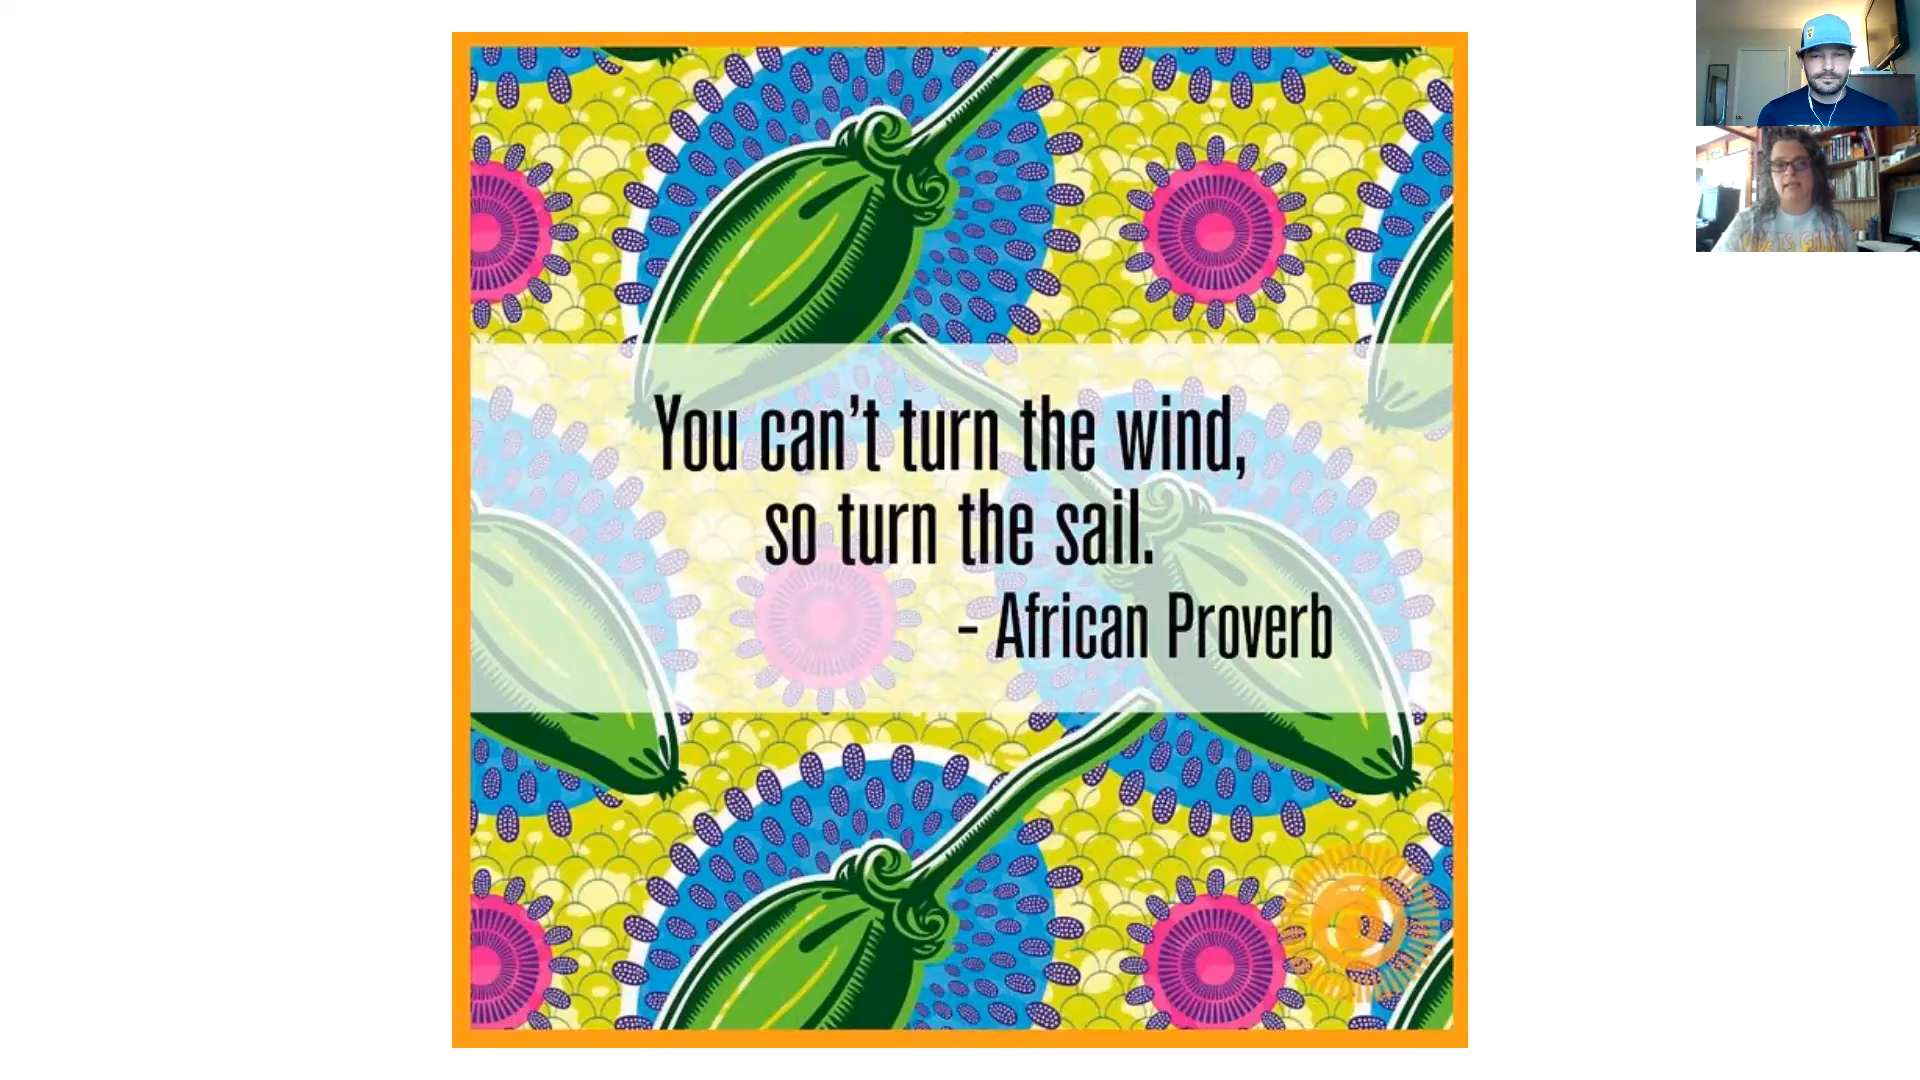 You can't turn the wind,
so turn the sail.
- African Proverb